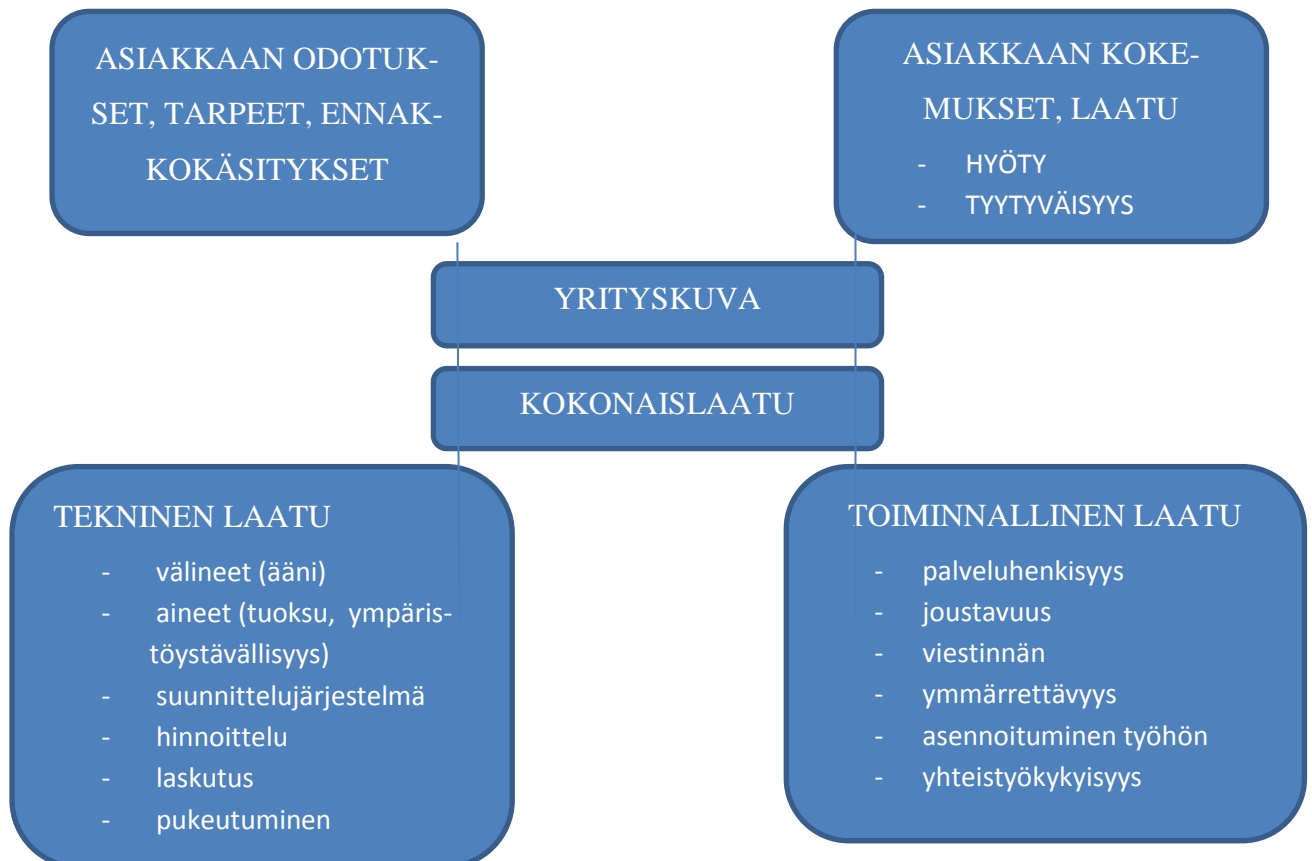 ASIAKKAAN ODOTUK-
SET, TARPEET, ENNAK-
KOKÄSITYKSET
ASIAKKAAN KOKE-
MUKSET, LAATU
- HYÖTY
- TYYTYVÄISYYS
YRITYSKUVA
KOKONAISLAATU
TEKNINEN LAATU
- välineet (ääni)
- aineet (tuoksu, ympäris-
töystävällisyys)
- suunnittelujärjestelmä
- hinnoittelu
- laskutus
- pukeutuminen
TOIMINNALLINEN LAATU
- palveluhenkisyys
- joustavuus
- viestinnän
- ymmärrettävyys
- asennoituminen työhön
- yhteistyökykyisyys